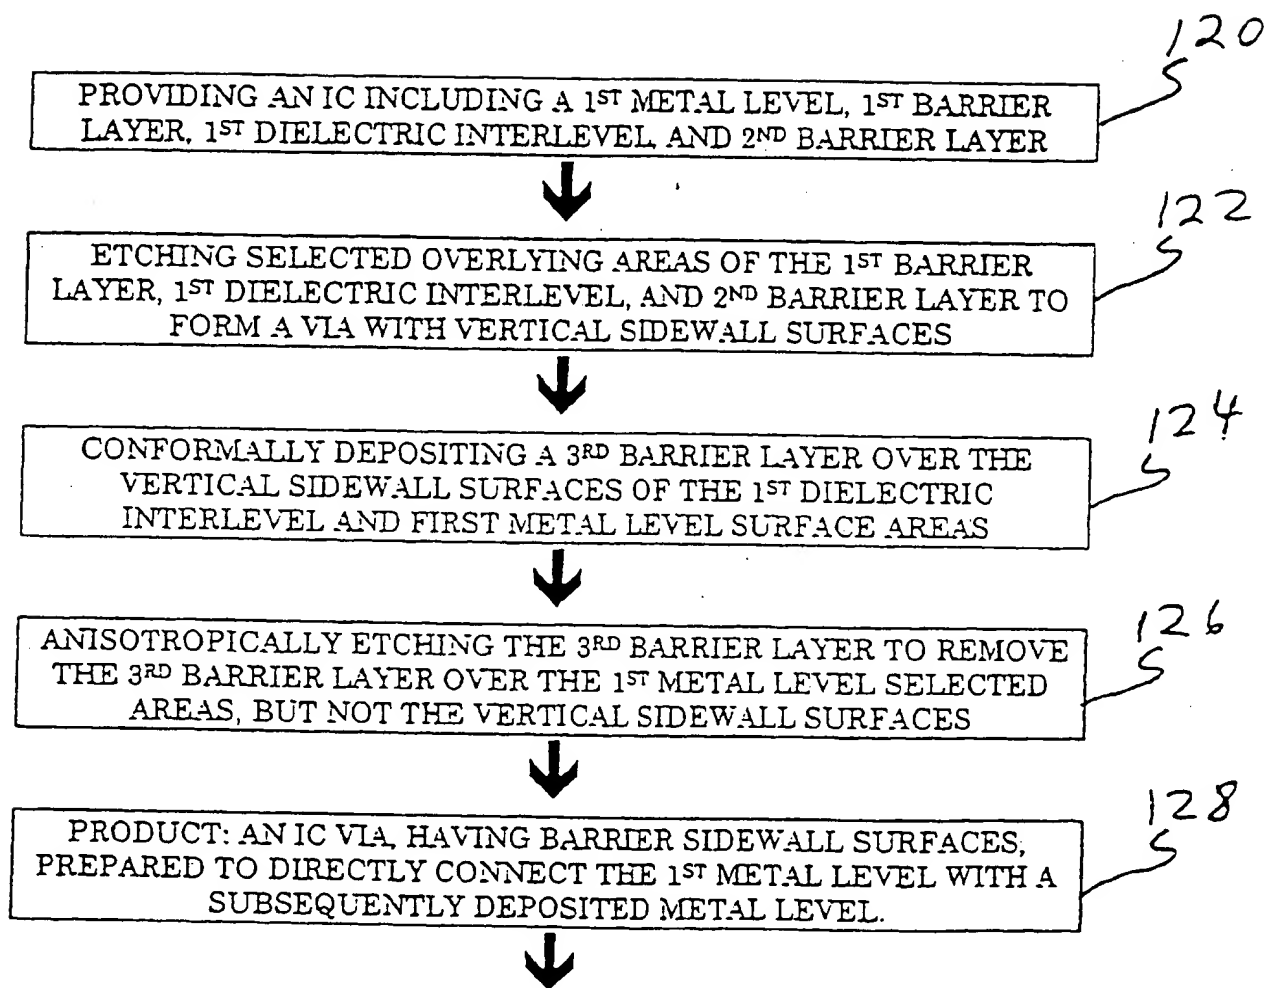 120
PROVIDING AN IC INCLUDING A 1ST METAL LEVEL, 1ST BARRIER
LAYER, 1ST DIELECTRIC INTERLEVEL, AND 2ND BARRIER LAYER
122
ETCHING SELECTED OVERLYING AREAS OF THE 1ST BARRIER
LAYER, 1ST DIELECTRIC INTERLEVEL, AND 2ND BARRIER LAYER TO
FORM A VIA WITH VERTICAL SIDEWALL SURFACES
124
CONFORMALLY DEPOSITING A 3RD BARRIER LAYER OVER THE
VERTICAL SIDEWALL SURFACES OF THE 1ST DIELECTRIC
INTERLEVEL AND FIRST METAL LEVEL SURFACE AREAS
126
ANISOTROPICALLY ETCHING THE 3RD BARRIER LAYER TO REMOVE
THE 3RD BARRIER LAYER OVER THE 1ST METAL LEVEL SELECTED
AREAS, BUT NOT THE VERTICAL SIDEWALL SURFACES
128
PRODUCT: AN IC VIA, HAVING BARRIER SIDEWALL SURFACES,
PREPARED TO DIRECTLY CONNECT THE 1ST METAL LEVEL WITH A
SUBSEQUENTLY DEPOSITED METAL LEVEL.